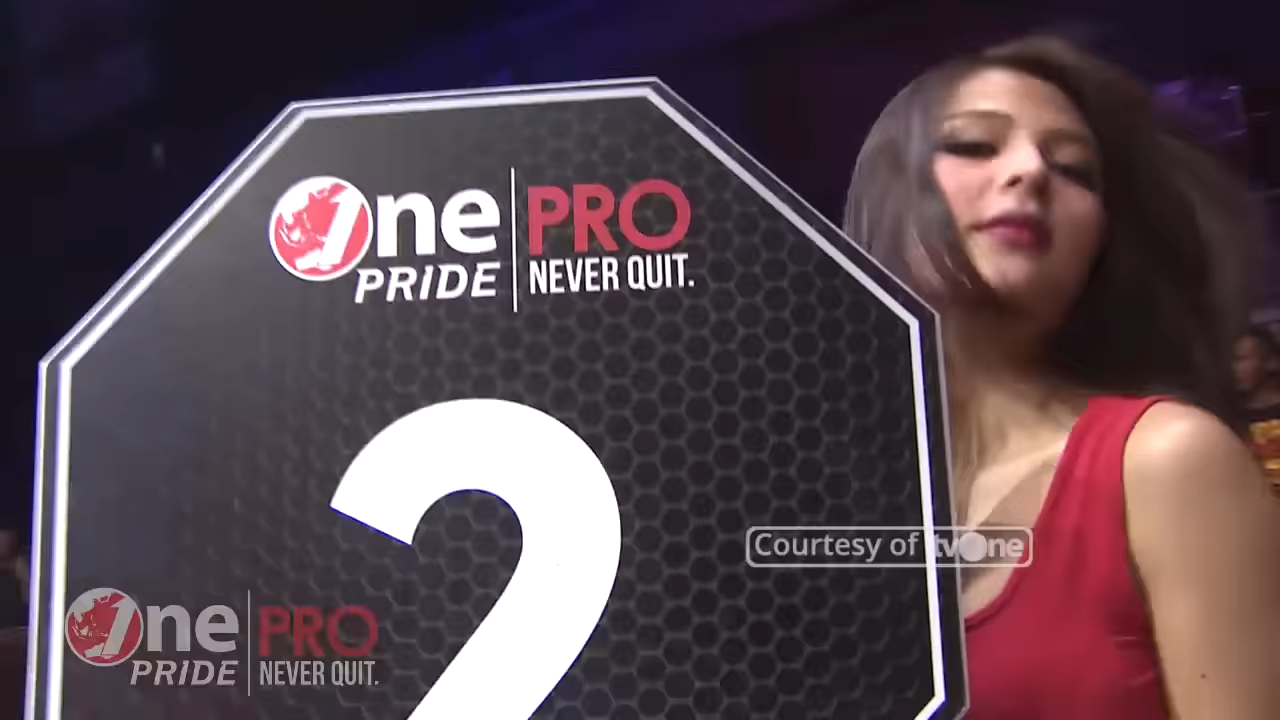 One PRIDE PRO
NEVER QUIT.
2
Courtesy of tvOne
One PRIDE PRO
NEVER QUIT.